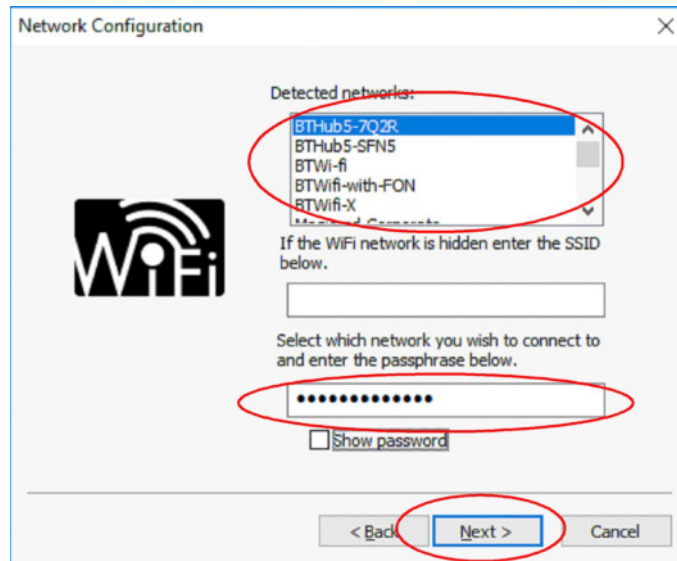 Network Configuration
Detected networks:
BTHub5-7Q2R
BTHub5-SFN5
BTWi-fi
BTWifi-with-FON
BTWifi-X
If the WiFi network is hidden enter the SSID
below.
WiFi
Select which network you wish to connect to
and enter the passphrase below.
Show password
< Back
Next >
Cancel